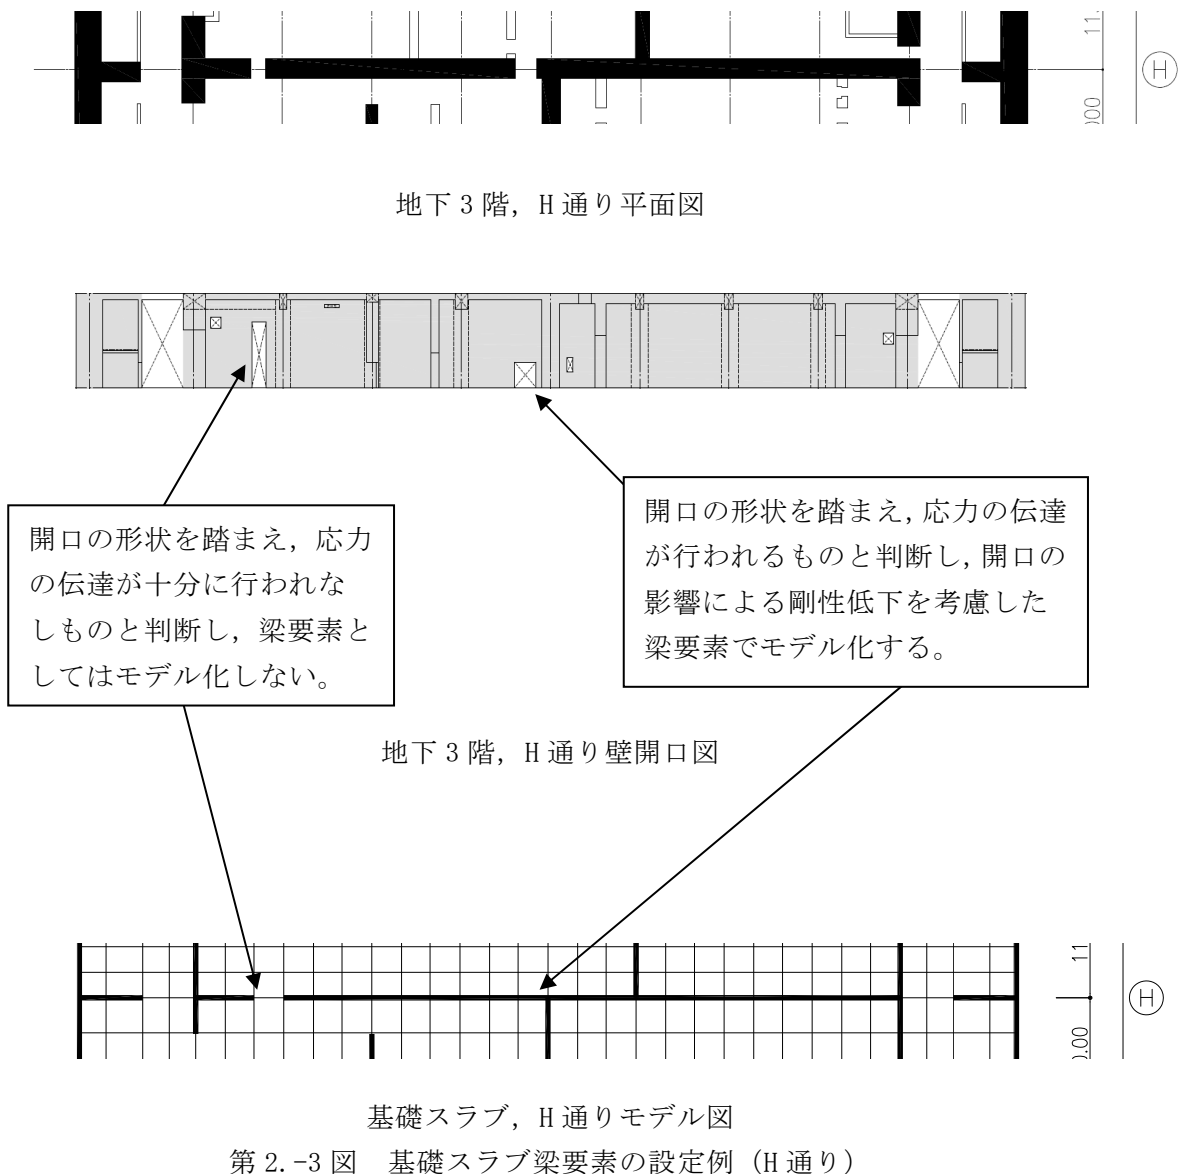 11.
000
H
地下3階，H通り平面図
開口の形状を踏まえ，応力
の伝達が十分に行われな
しものと判断し，梁要素と
してはモデル化しない。
開口の形状を踏まえ，応力の伝達
が行われるものと判断し，開口の
影響による剛性低下を考慮した
梁要素でモデル化する。
地下3階，H通り壁開口図
11
0.00
H
基礎スラブ，H通りモデル図
第2.-3図　基礎スラブ梁要素の設定例（H通り）